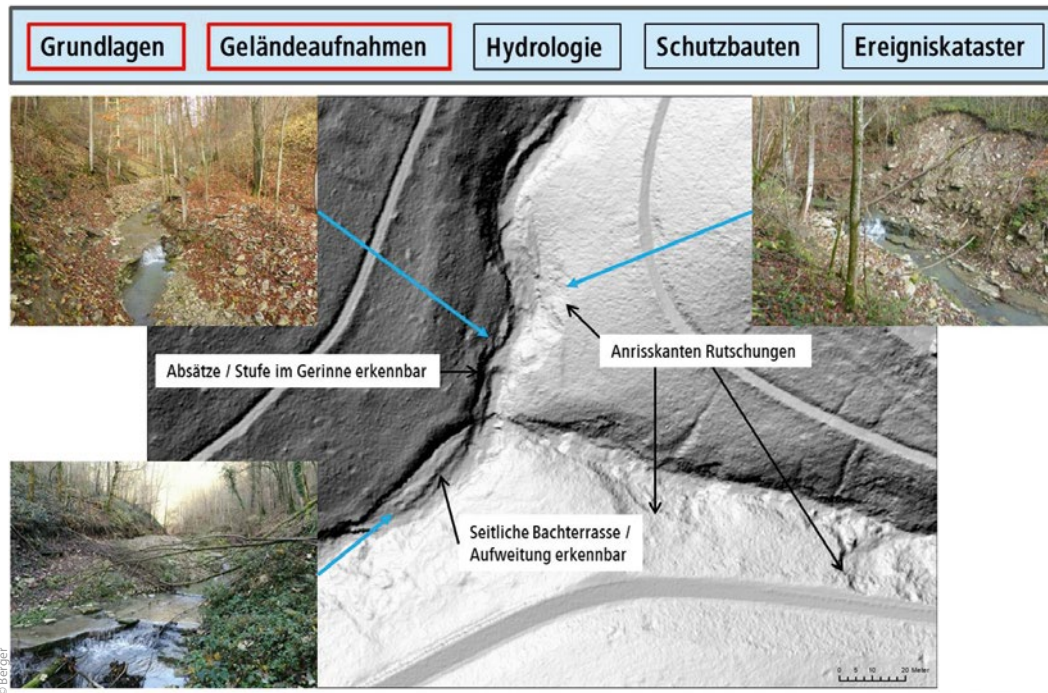 Grundlagen
Geländeaufnahmen
Hydrologie
Schutzbauten
Ereigniskataster
Absätze / Stufe im Gerinne erkennbar
Anrisskanten Rutschungen
Seitliche Bachterrasse /
Aufweitung erkennbar
0 5 10 20 Meter
© Berger